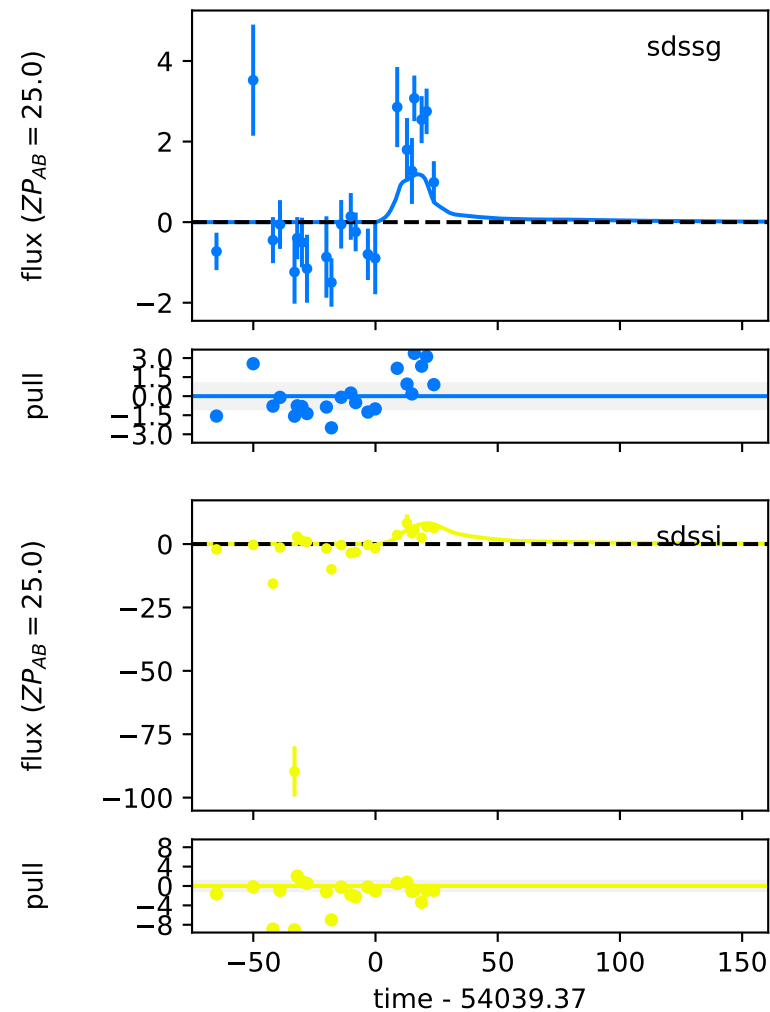 sdssg
flux (ZP_AB = 25.0)
4
2
0
−2
pull
3.0
1.5
0.0
−1.5
−3.0
sdssi
flux (ZP_AB = 25.0)
0
−25
−50
−75
−100
pull
8
4
0
−4
−8
−50 0 50 100 150
time - 54039.37